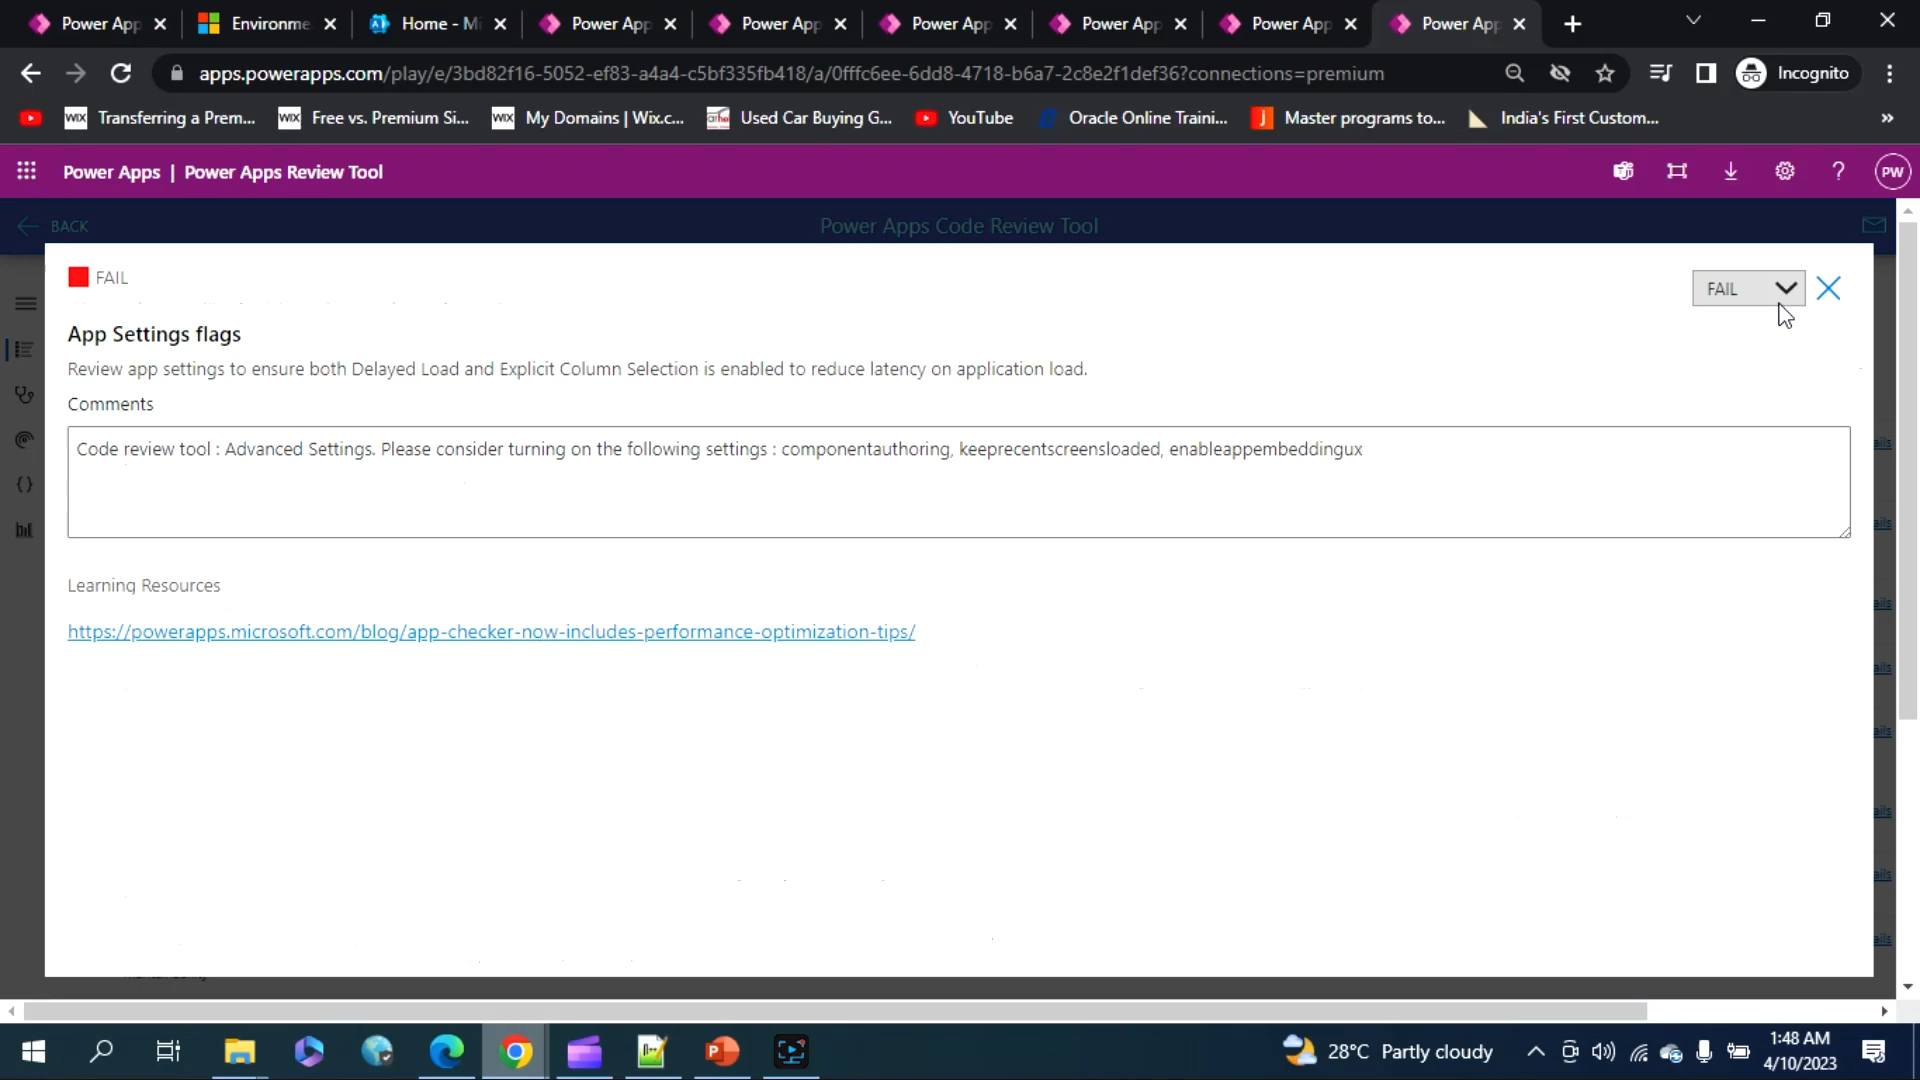 Power App
Environme
Home - Mi
Power App
Power App
Power App
Power App
Power App
Power App
apps.powerapps.com/play/e/3bd82f16-5052-ef83-a4a4-c5bf335fb418/a/0fffc6ee-6dd8-4718-b6a7-2c8e2f1def36?connections=premium
Incognito
WIX Transferring a Prem...
WIX Free vs. Premium Si...
WIX My Domains | Wix.c...
Used Car Buying G...
YouTube
Oracle Online Traini...
J Master programs to...
India's First Custom...
»
Power Apps | Power Apps Review Tool
? PW
BACK
Power Apps Code Review Tool
FAIL
FAIL
App Settings flags
Review app settings to ensure both Delayed Load and Explicit Column Selection is enabled to reduce latency on application load.
Comments
Code review tool : Advanced Settings. Please consider turning on the following settings : componentauthoring, keeprecentscreensloaded, enableappembeddingux
Learning Resources
https://powerapps.microsoft.com/blog/app-checker-now-includes-performance-optimization-tips/
28°C Partly cloudy
1:48 AM
4/10/2023